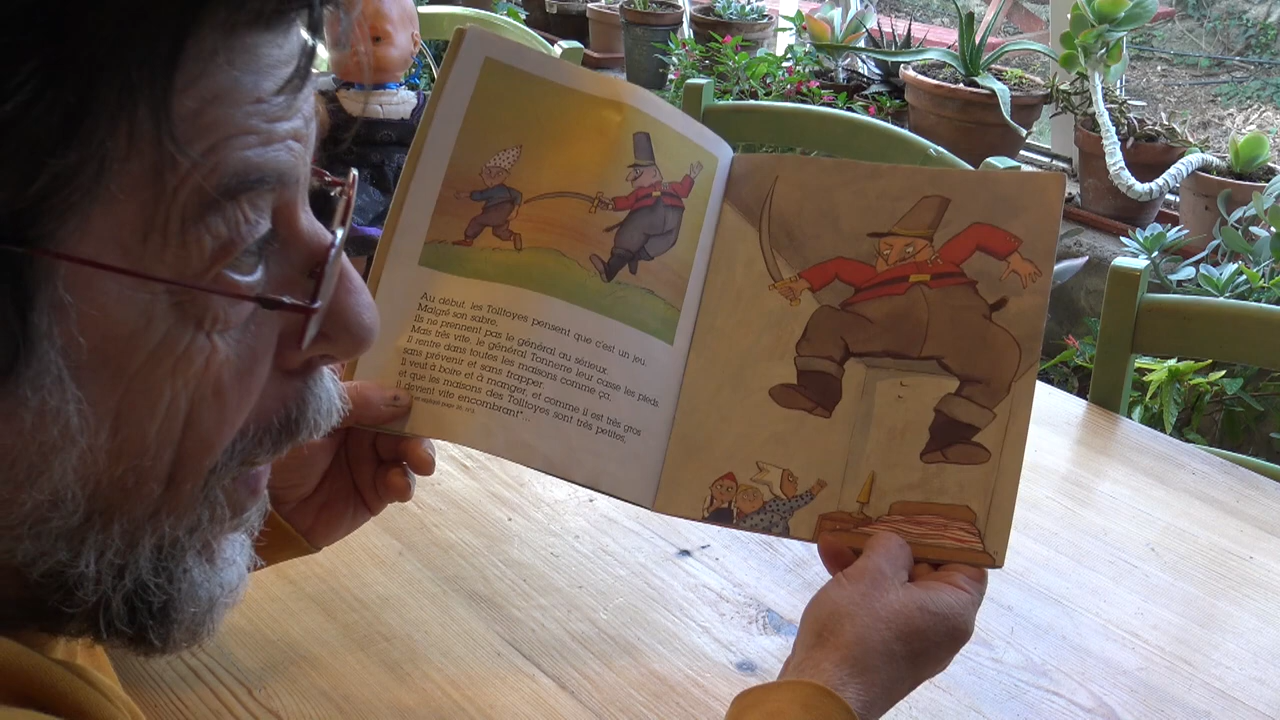 Au début, les Tolltoyes pensent que c'est un jeu.
Malgré son sabre,
ils ne prennent pas le général au sérieux.
Mais très vite, le général Tonnerre leur casse les pieds
Il rentre dans toutes les maisons comme ça,
sans prévenir et sans frapper.
Il veut à boire et à manger, et comme il est très gros
et que les maisons des Tolltoyes sont très petites,
il devient vite encombrant*...